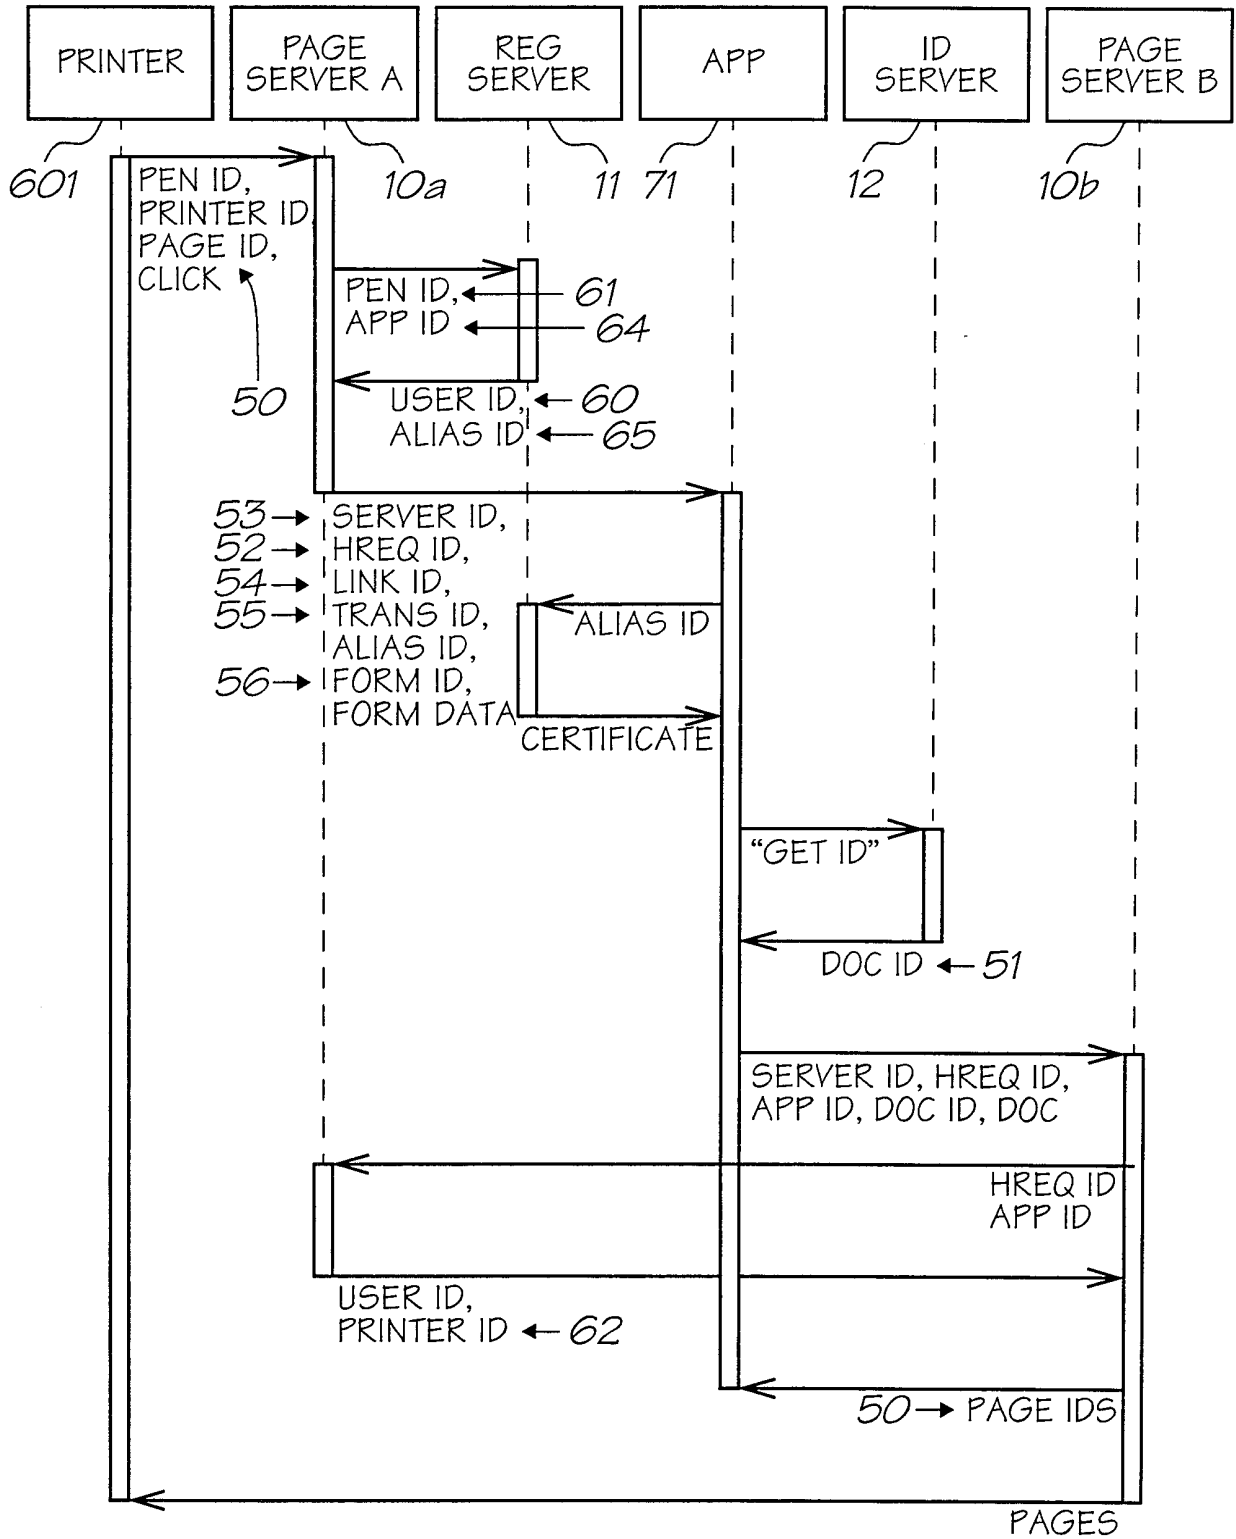 PRINTER
PAGE
SERVER A
REG
SERVER
APP
ID
SERVER
PAGE
SERVER B
601
10a
11
71
12
10b
PEN ID,
PRINTER ID
PAGE ID,
CLICK
50
PEN ID,
61
APP ID
64
USER ID,
60
ALIAS ID
65
53
SERVER ID,
52
HREQ ID,
54
LINK ID,
55
TRANS ID,
ALIAS ID,
56
FORM ID,
FORM DATA
ALIAS ID
CERTIFICATE
“GET ID”
DOC ID
51
SERVER ID, HREQ ID,
APP ID, DOC ID, DOC
HREQ ID
APP ID
USER ID,
PRINTER ID
62
50
PAGE IDS
PAGES